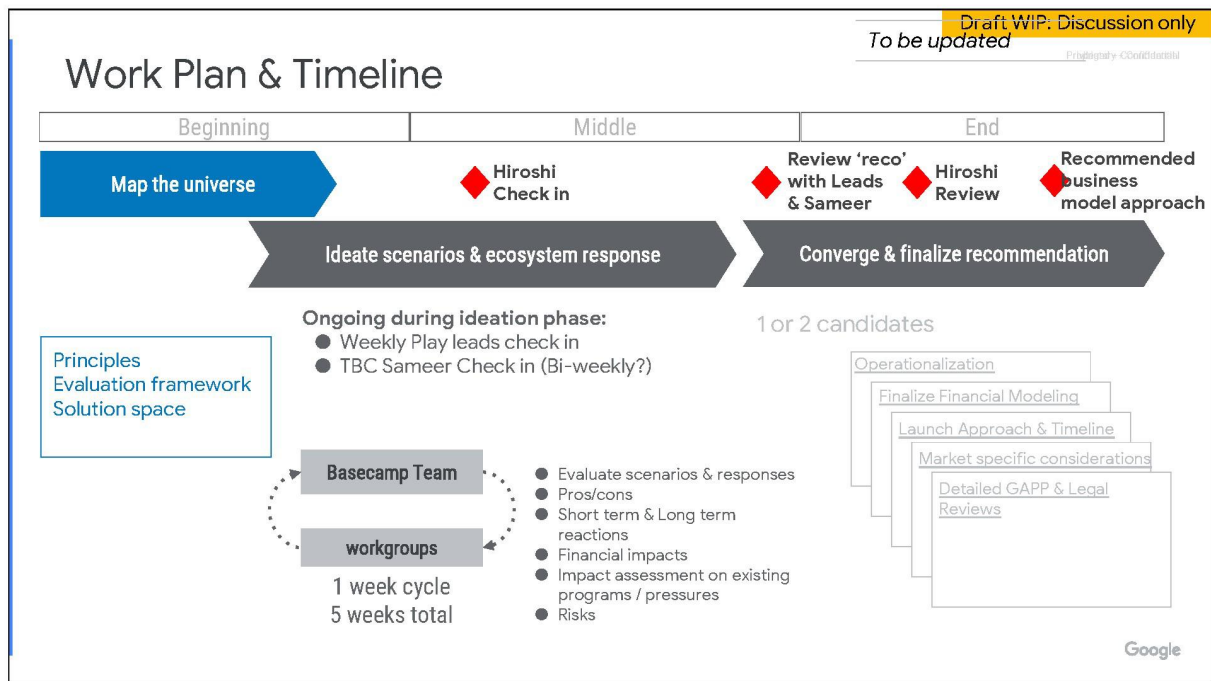 Draft WIP: Discussion only
To be updated
Work Plan & Timeline
Beginning
Middle
End
Map the universe
Hiroshi
Check in
Review ‘reco’
with Leads
& Sameer
Hiroshi
Review
Recommended
business
model approach
Ideate scenarios & ecosystem response
Converge & finalize recommendation
Principles
Evaluation framework
Solution space
Ongoing during ideation phase:
● Weekly Play leads check in
● TBC Sameer Check in (Bi-weekly?)
Basecamp Team
workgroups
1 week cycle
5 weeks total
● Evaluate scenarios & responses
● Pros/cons
● Short term & Long term
reactions
● Financial impacts
● Impact assessment on existing
programs / pressures
● Risks
1 or 2 candidates
Operationalization
Finalize Financial Modeling
Launch Approach & Timeline
Market specific considerations
Detailed GAPP & Legal
Reviews
Google